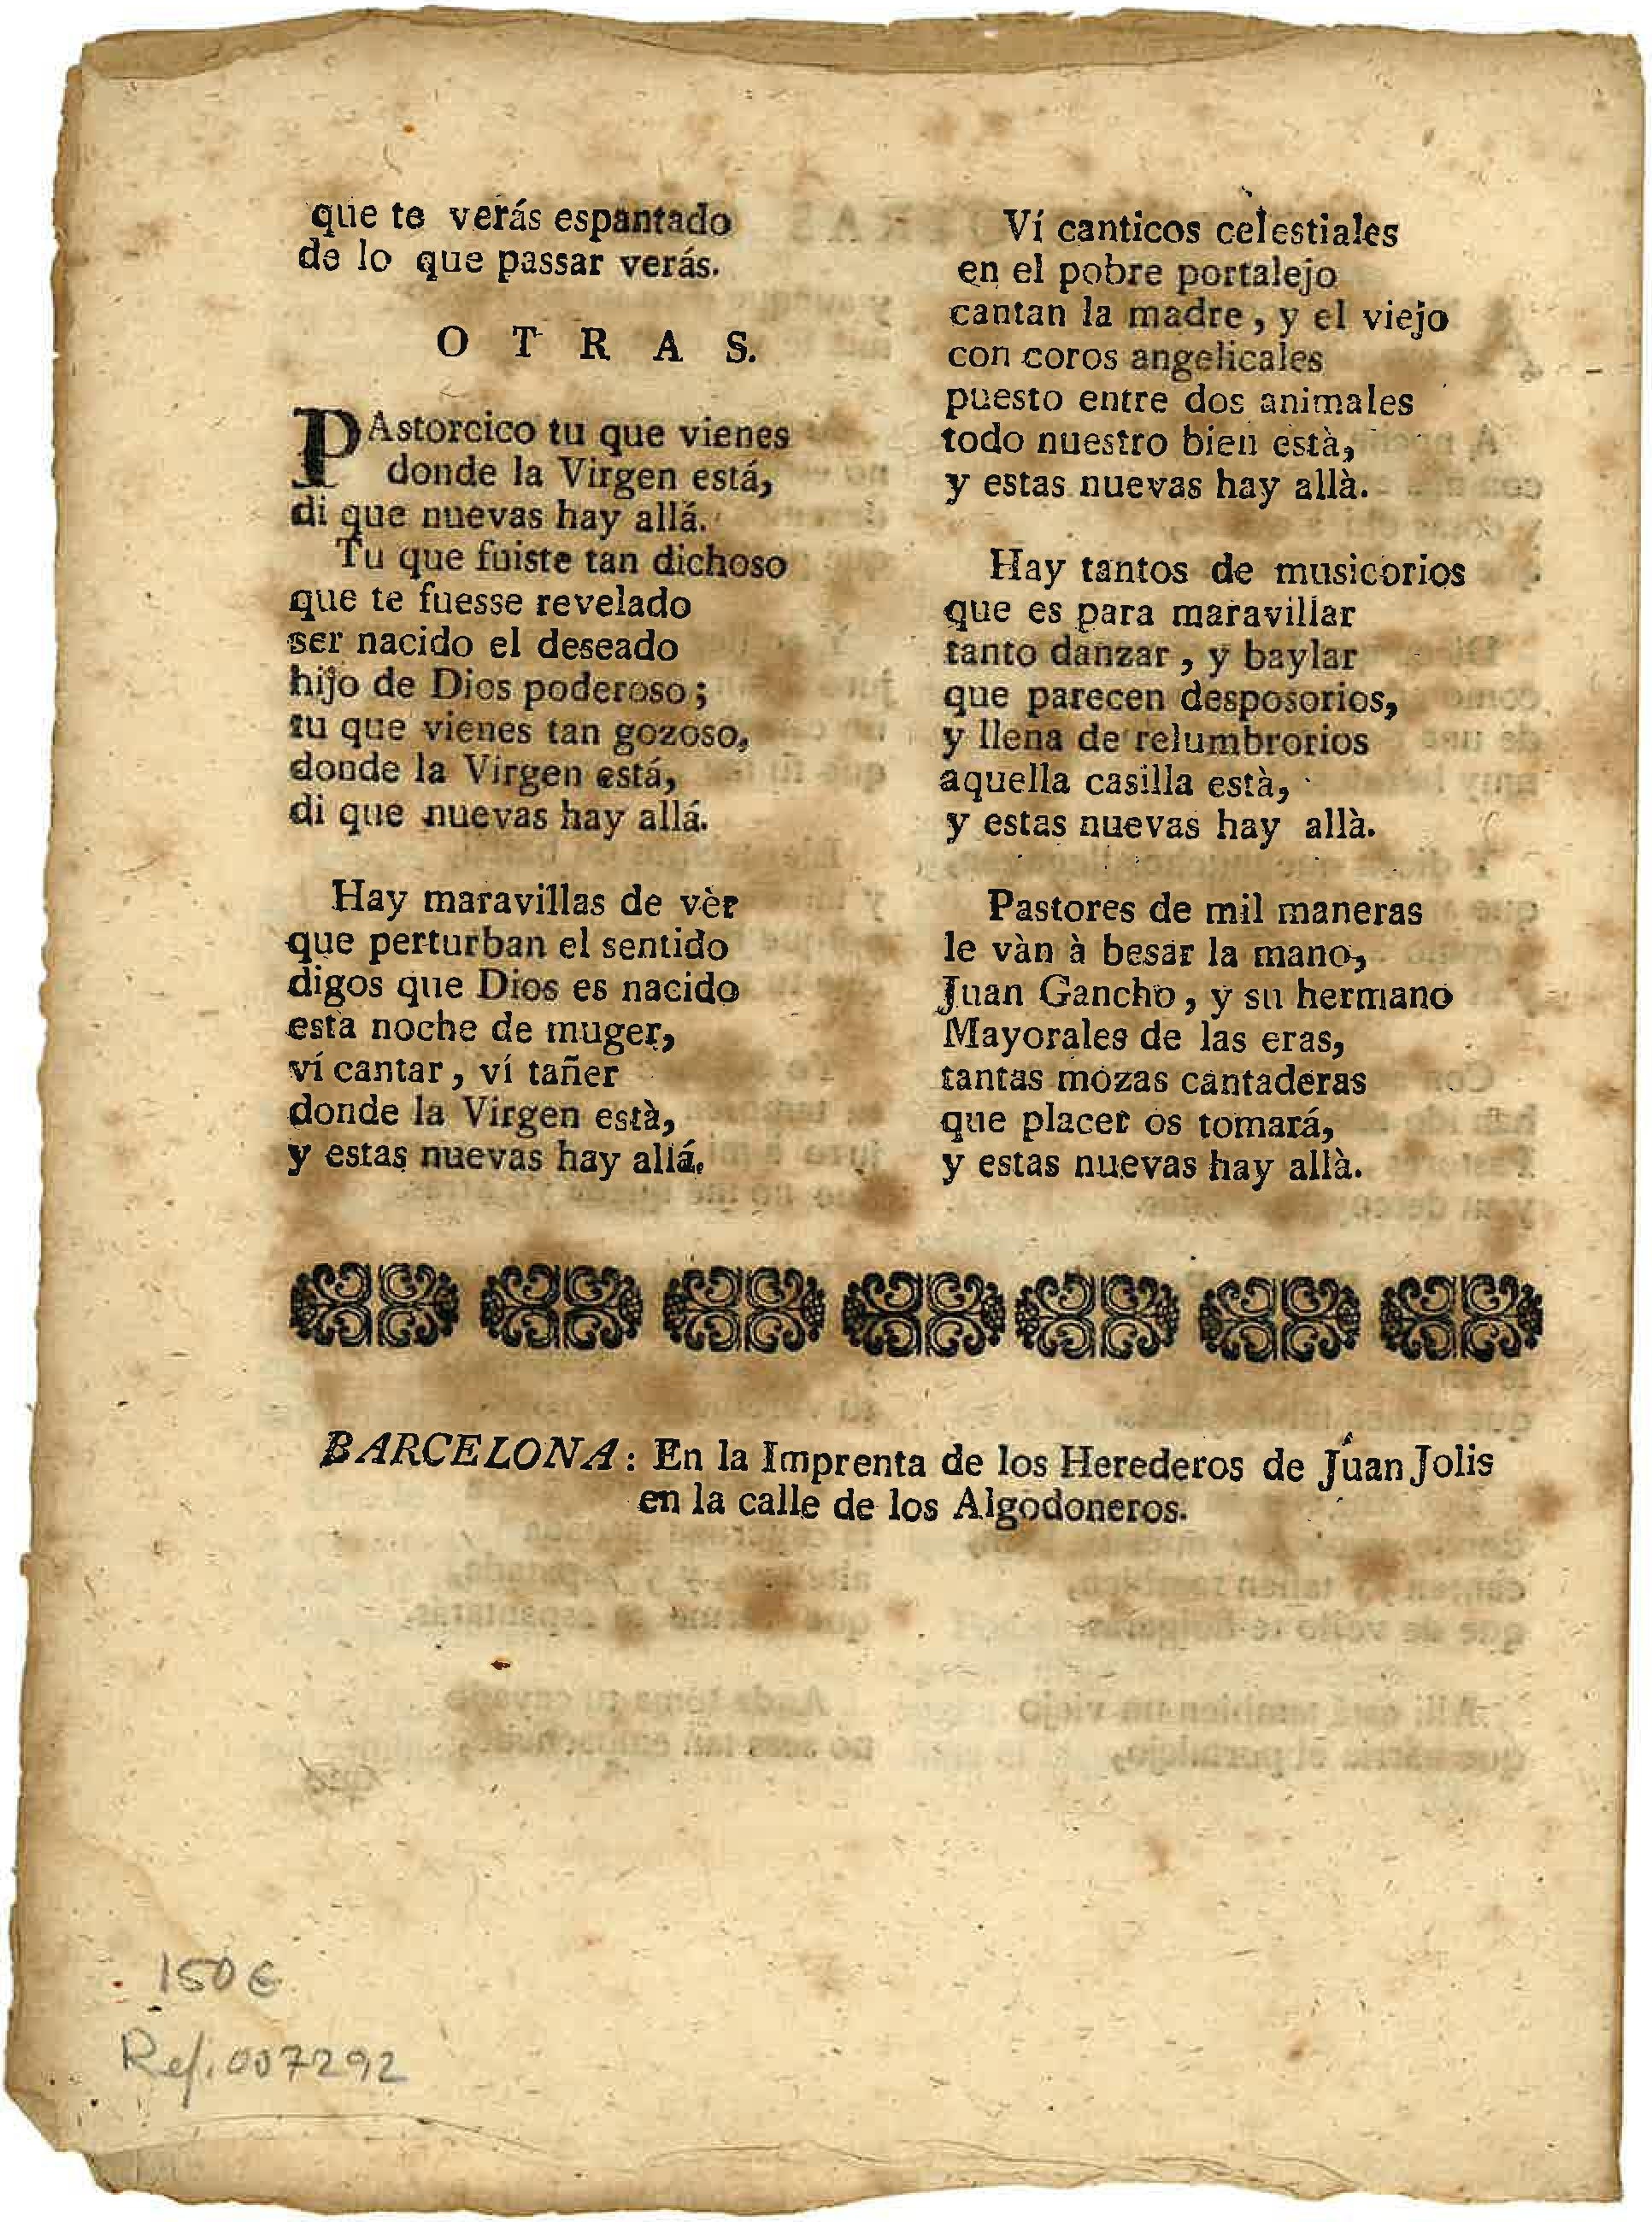 que te verás espantado
de lo que passar verás.
O T R A S.
PAstorcico tu que vienes
donde la Virgen está,
di que nuevas hay allá.
Tu que fuiste tan dichoso
que te fuesse revelado
ser nacido el deseado
hijo de Dios poderoso;
tu que vienes tan gozoso,
donde la Virgen está,
di que nuevas hay allá.
Hay maravillas de vèr
que perturban el sentido
digos que Dios es nacido
esta noche de muger,
ví cantar, ví tañer
donde la Virgen està,
y estas nuevas hay allá.
Ví canticos celestiales
en el pobre portalejo
cantan la madre, y el viejo
con coros angelicales
puesto entre dos animales
todo nuestro bien està,
y estas nuevas hay allà.
Hay tantos de musicorios
que es para maravillar
tanto danzar, y baylar
que parecen desposorios,
y llena de relumbrorios
aquella casilla està,
y estas nuevas hay allà.
Pastores de mil maneras
le vàn à besar la mano,
Juan Gancho, y su hermano
Mayorales de las eras,
tantas mozas cantaderas
que placer os tomará,
y estas nuevas hay allà.
BARCELONA: En la Imprenta de los Herederos de Juan Jolis
en la calle de los Algodoneros.
150€
Ref. 007292